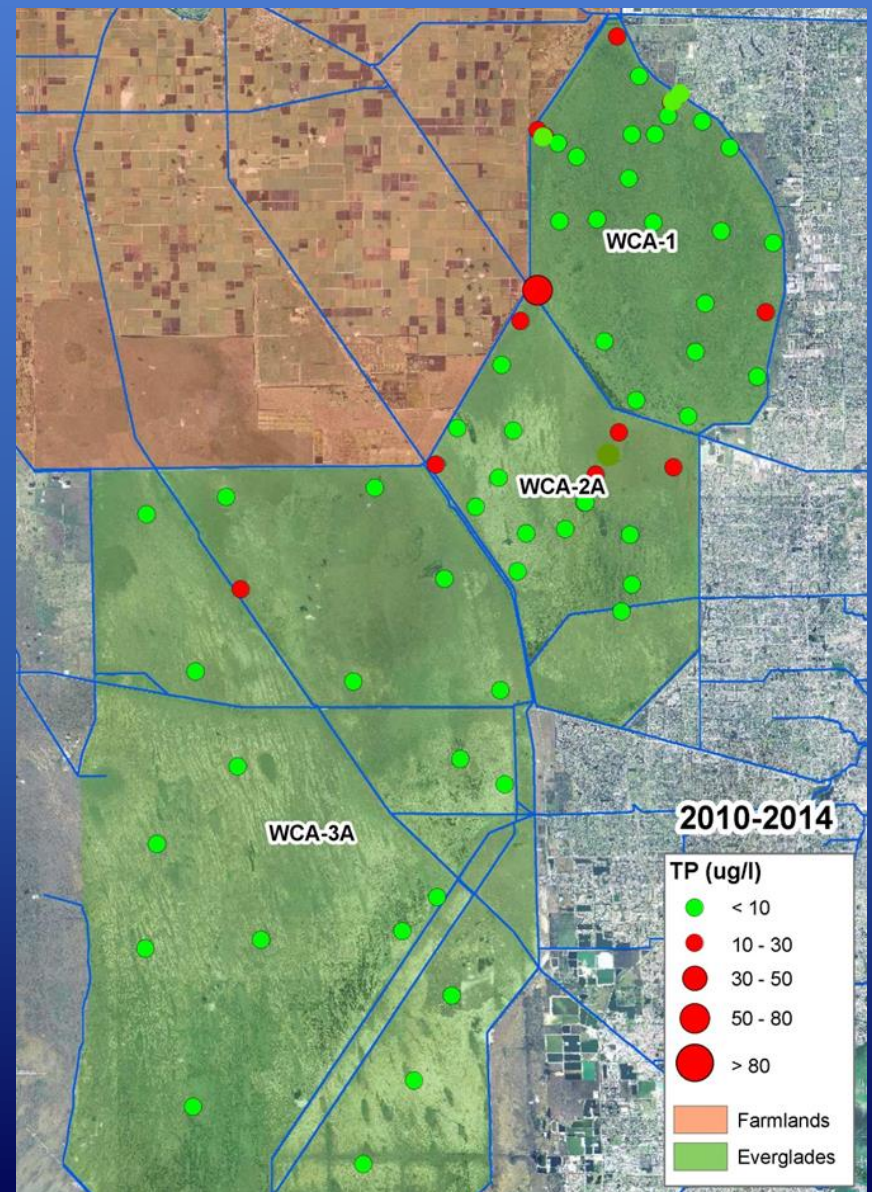 WCA-1
WCA-2A
WCA-3A
2010-2014
TP (ug/l)
< 10
10 - 30
30 - 50
50 - 80
> 80
Farmlands
Everglades